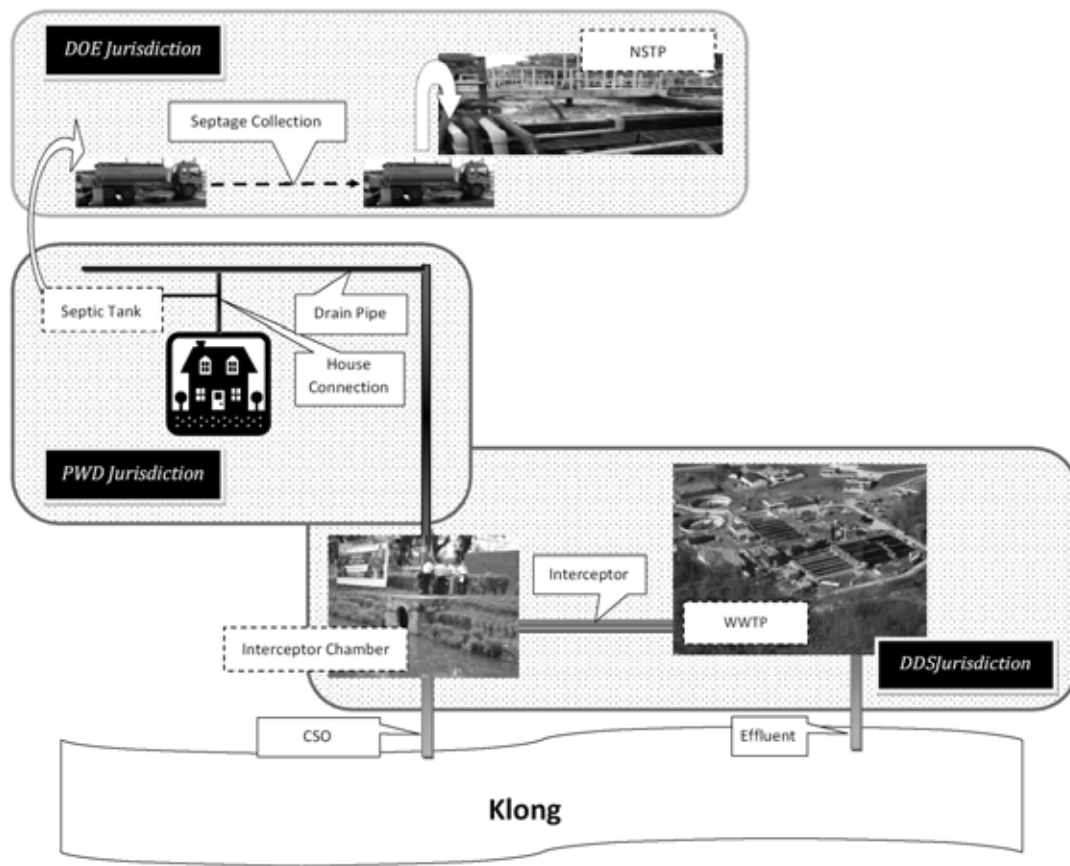 DOE Jurisdiction
NSTP
Septage Collection
Septic Tank
Drain Pipe
House
Connection
PWD Jurisdiction
Interceptor
Interceptor Chamber
WWTP
DDSJurisdiction
CSO
Effluent
Klong